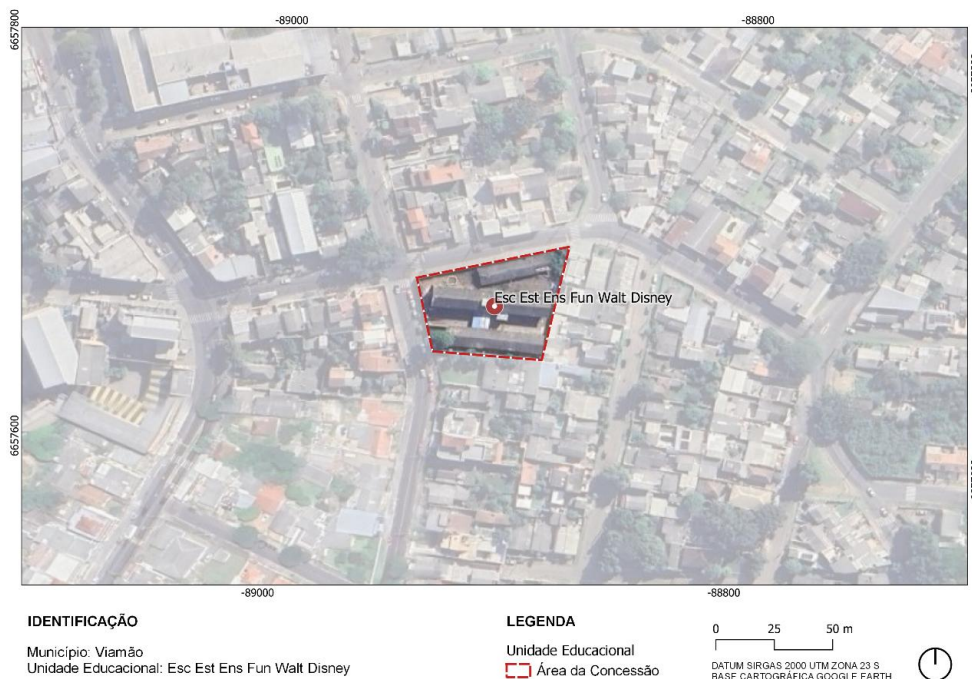 -89000
-88800
6657800
Esc Est Ens Fun Walt Disney
6657600
-89000
-88800
IDENTIFICAÇÃO
Município: Viamão
Unidade Educacional: Esc Est Ens Fun Walt Disney
LEGENDA
Unidade Educacional
Área da Concessão
0 25 50 m
DATUM SIRGAS 2000 UTM ZONA 23 S
BASE CARTOGRÁFICA GOOGLE EARTH